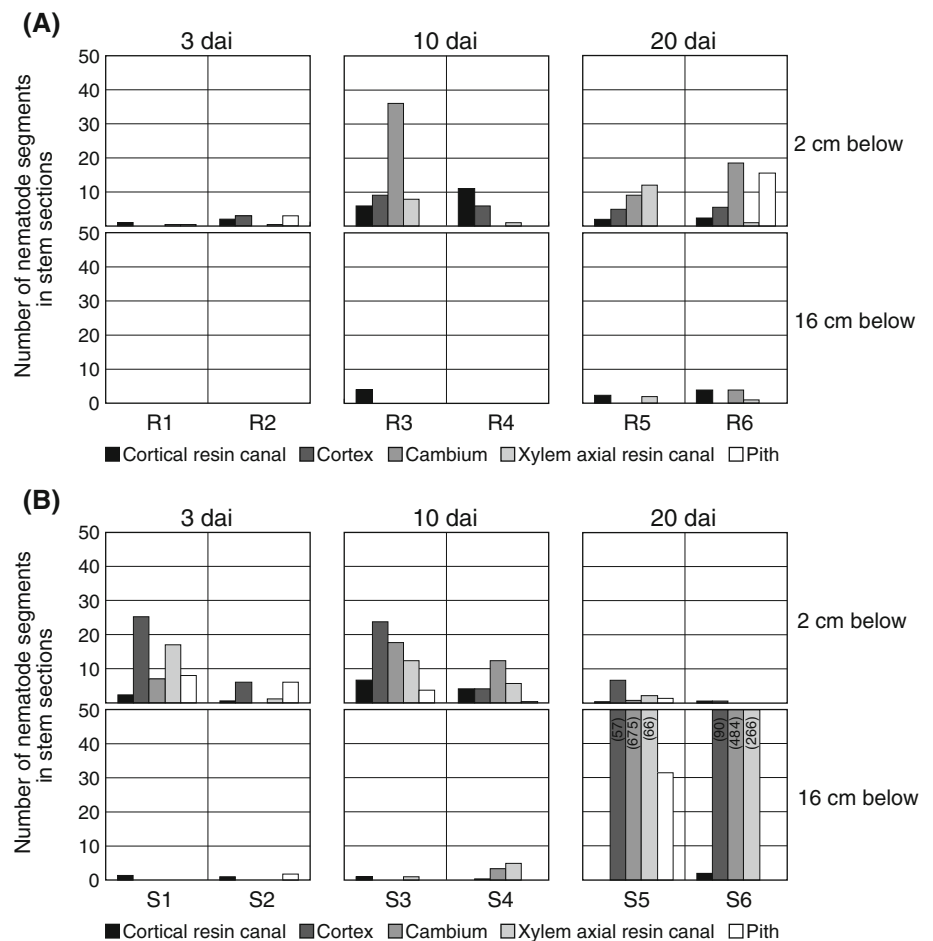 (A)
3 dai 10 dai 20 dai
Number of nematode segments
in stem sections
50
40
30
20
10
0
2 cm below
50
40
30
20
10
0
16 cm below
R1 R2 R3 R4 R5 R6
Cortical resin canal Cortex Cambium Xylem axial resin canal Pith
(B)
3 dai 10 dai 20 dai
Number of nematode segments
in stem sections
50
40
30
20
10
0
2 cm below
50
40
30
20
10
0
(57) (675) (66) (90) (484) (266)
16 cm below
S1 S2 S3 S4 S5 S6
Cortical resin canal Cortex Cambium Xylem axial resin canal Pith